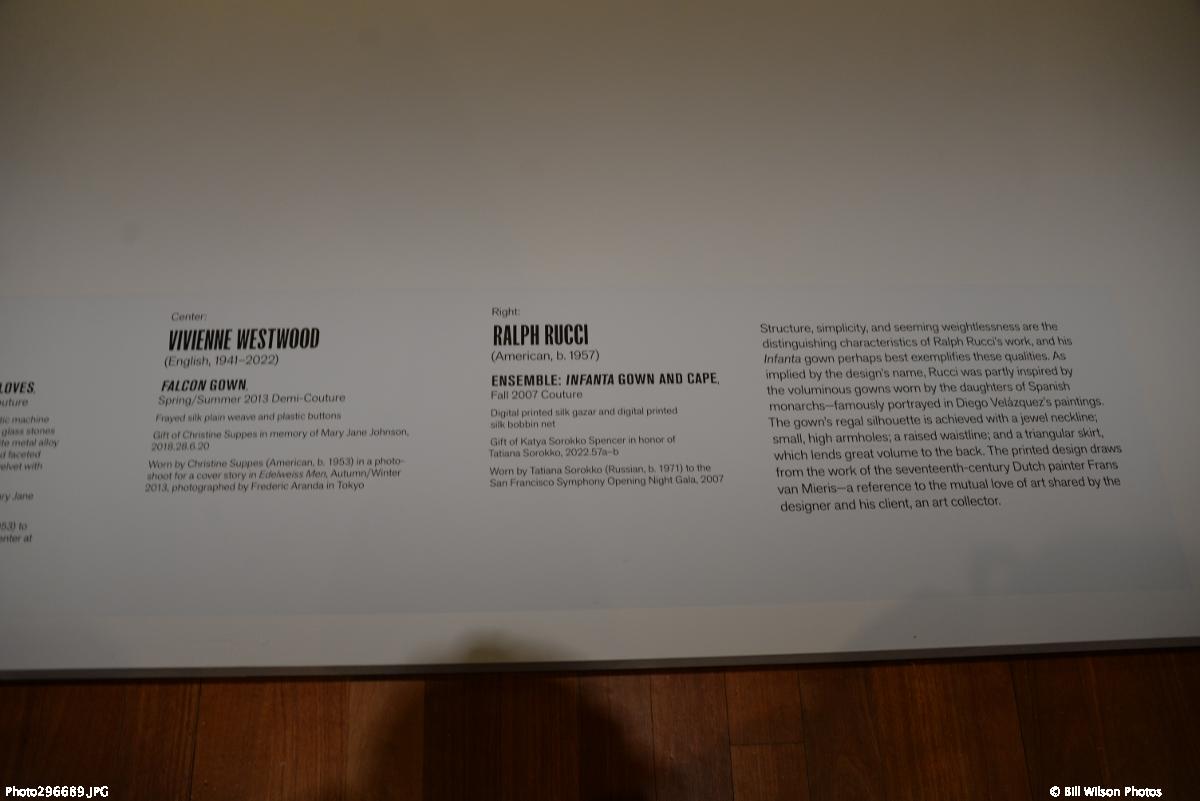 LOVES,
outure
tic machine
glass stones
ite metal alloy
d faceted
velvet with
ry Jane
53) to
enter at
Center:
VIVIENNE WESTWOOD
(English, 1941–2022)
FALCON GOWN,
Spring/Summer 2013 Demi-Couture
Frayed silk plain weave and plastic buttons
Gift of Christine Suppes in memory of Mary Jane Johnson,
2018.28.6.20
Worn by Christine Suppes (American, b. 1953) in a photo-
shoot for a cover story in Edelweiss Men, Autumn/Winter
2013, photographed by Frederic Aranda in Tokyo
Right:
RALPH RUCCI
(American, b. 1957)
ENSEMBLE: INFANTA GOWN AND CAPE,
Fall 2007 Couture
Digital printed silk gazar and digital printed
silk bobbin net
Gift of Katya Sorokko Spencer in honor of
Tatiana Sorokko, 2022.57a–b
Worn by Tatiana Sorokko (Russian, b. 1971) to the
San Francisco Symphony Opening Night Gala, 2007
Structure, simplicity, and seeming weightlessness are the
distinguishing characteristics of Ralph Rucci's work, and his
Infanta gown perhaps best exemplifies these qualities. As
implied by the design's name, Rucci was partly inspired by
the voluminous gowns worn by the daughters of Spanish
monarchs—famously portrayed in Diego Velázquez's paintings.
The gown's regal silhouette is achieved with a jewel neckline;
small, high armholes; a raised waistline; and a triangular skirt,
which lends great volume to the back. The printed design draws
from the work of the seventeenth-century Dutch painter Frans
van Mieris—a reference to the mutual love of art shared by the
designer and his client, an art collector.
Photo296689.JPG
© Bill Wilson Photos